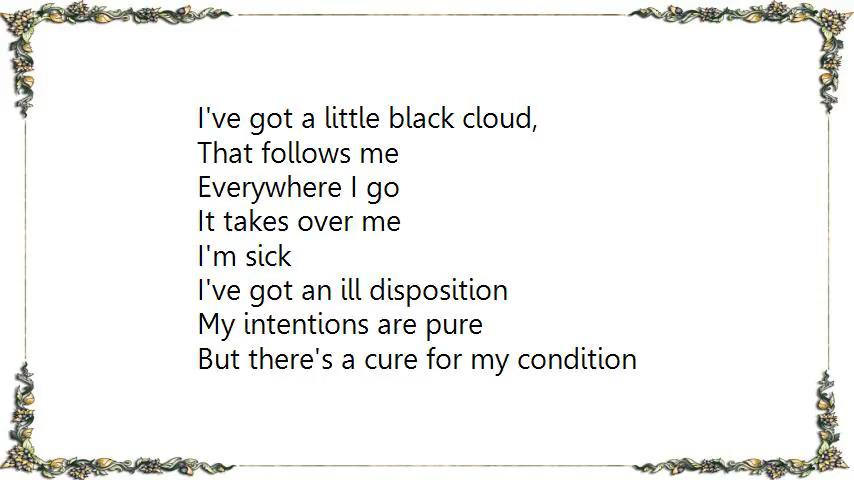 I've got a little black cloud,
That follows me
Everywhere I go
It takes over me
I'm sick
I've got an ill disposition
My intentions are pure
But there's a cure for my condition